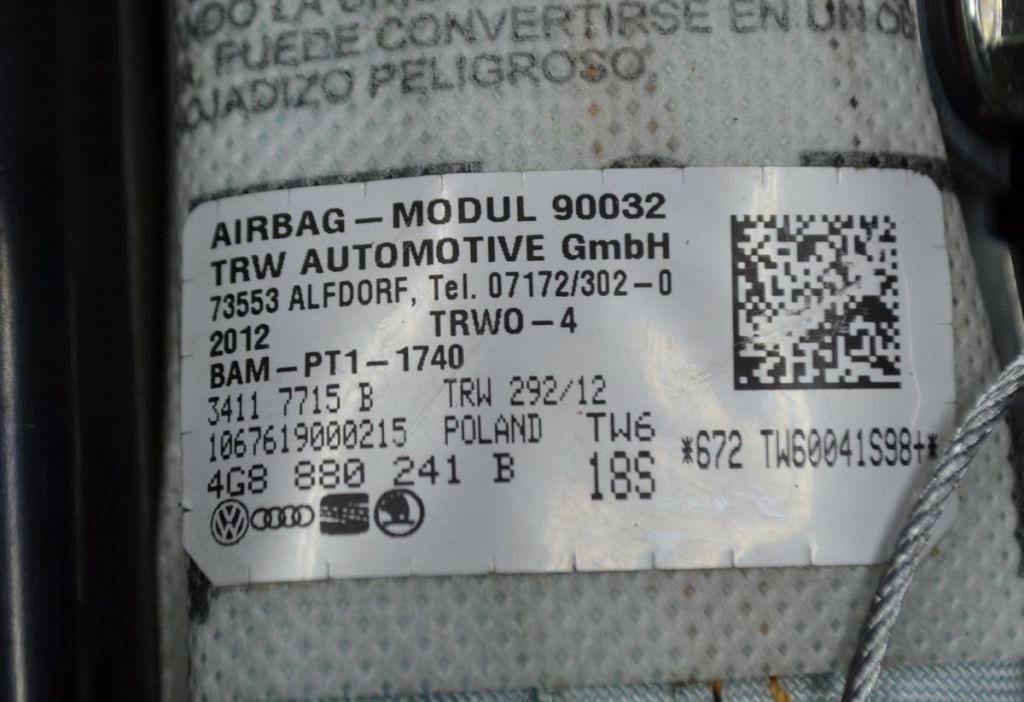 PUEDE CONVERTIRSE EN UN
PELIGROSO.
AIRBAG – MODUL 90032
TRW AUTOMOTIVE GmbH
73553 ALFDORF, Tel. 07172/302–0
2012 TRWO–4
BAM–PT1–1740
3411 7715 B TRW 292/12
1067619000215 POLAND TW6
4G8 880 241 B 18S
*672 TW60041S98+*